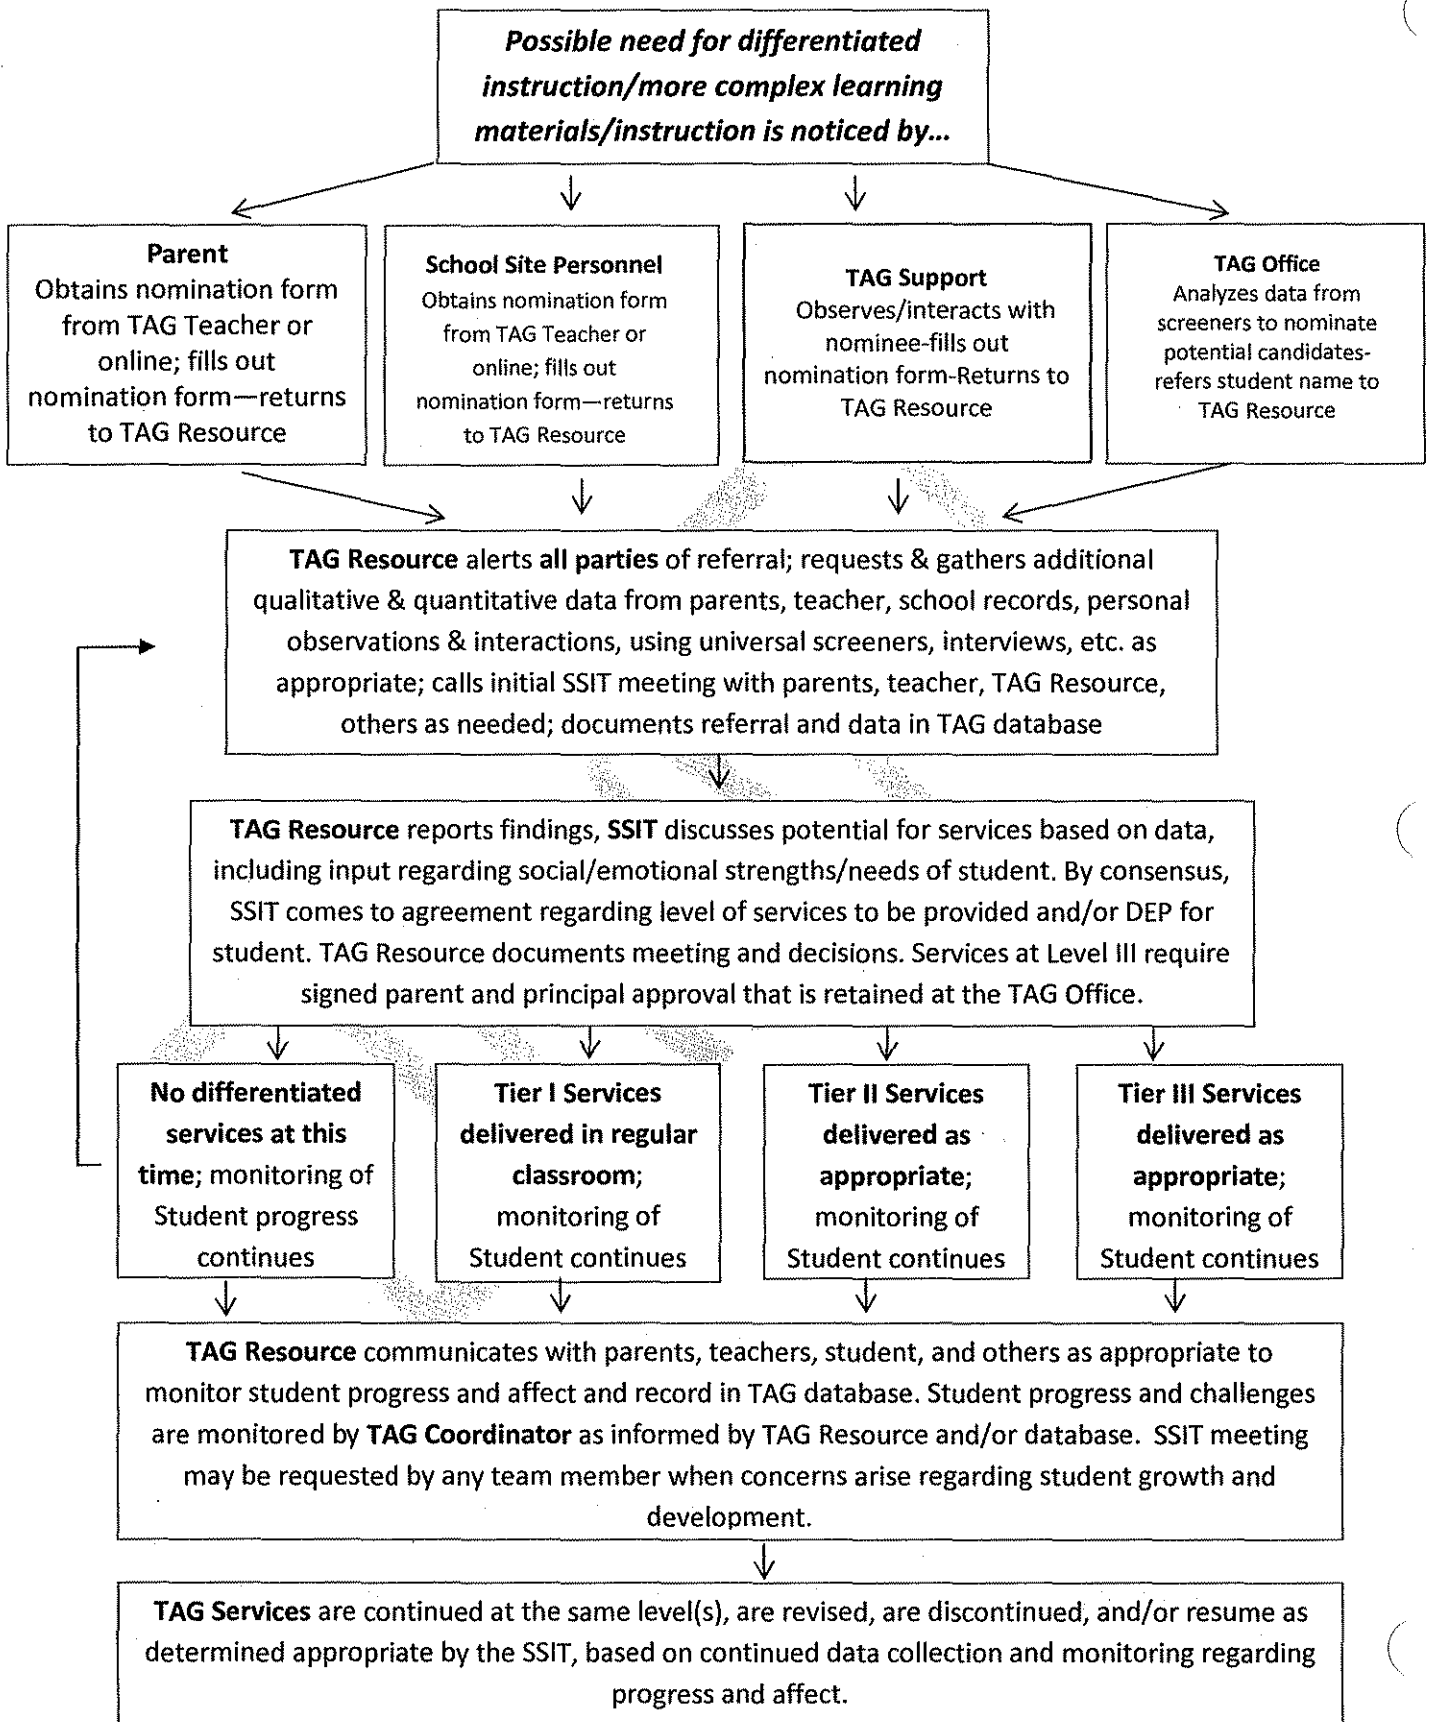 Possible need for differentiated
instruction/more complex learning
materials/instruction is noticed by...
Parent
Obtains nomination form
from TAG Teacher or
online; fills out
nomination form—returns
to TAG Resource
School Site Personnel
Obtains nomination form
from TAG Teacher or
online; fills out
nomination form—returns
to TAG Resource
TAG Support
Observes/interacts with
nominee-fills out
nomination form-Returns to
TAG Resource
TAG Office
Analyzes data from
screeners to nominate
potential candidates-
refers student name to
TAG Resource
TAG Resource alerts all parties of referral; requests & gathers additional
qualitative & quantitative data from parents, teacher, school records, personal
observations & interactions, using universal screeners, interviews, etc. as
appropriate; calls initial SSIT meeting with parents, teacher, TAG Resource,
others as needed; documents referral and data in TAG database
TAG Resource reports findings, SSIT discusses potential for services based on data,
including input regarding social/emotional strengths/needs of student. By consensus,
SSIT comes to agreement regarding level of services to be provided and/or DEP for
student. TAG Resource documents meeting and decisions. Services at Level III require
signed parent and principal approval that is retained at the TAG Office.
No differentiated
services at this
time; monitoring of
Student progress
continues
Tier I Services
delivered in regular
classroom;
monitoring of
Student continues
Tier II Services
delivered as
appropriate;
monitoring of
Student continues
Tier III Services
delivered as
appropriate;
monitoring of
Student continues
TAG Resource communicates with parents, teachers, student, and others as appropriate to
monitor student progress and affect and record in TAG database. Student progress and challenges
are monitored by TAG Coordinator as informed by TAG Resource and/or database. SSIT meeting
may be requested by any team member when concerns arise regarding student growth and
development.
TAG Services are continued at the same level(s), are revised, are discontinued, and/or resume as
determined appropriate by the SSIT, based on continued data collection and monitoring regarding
progress and affect.